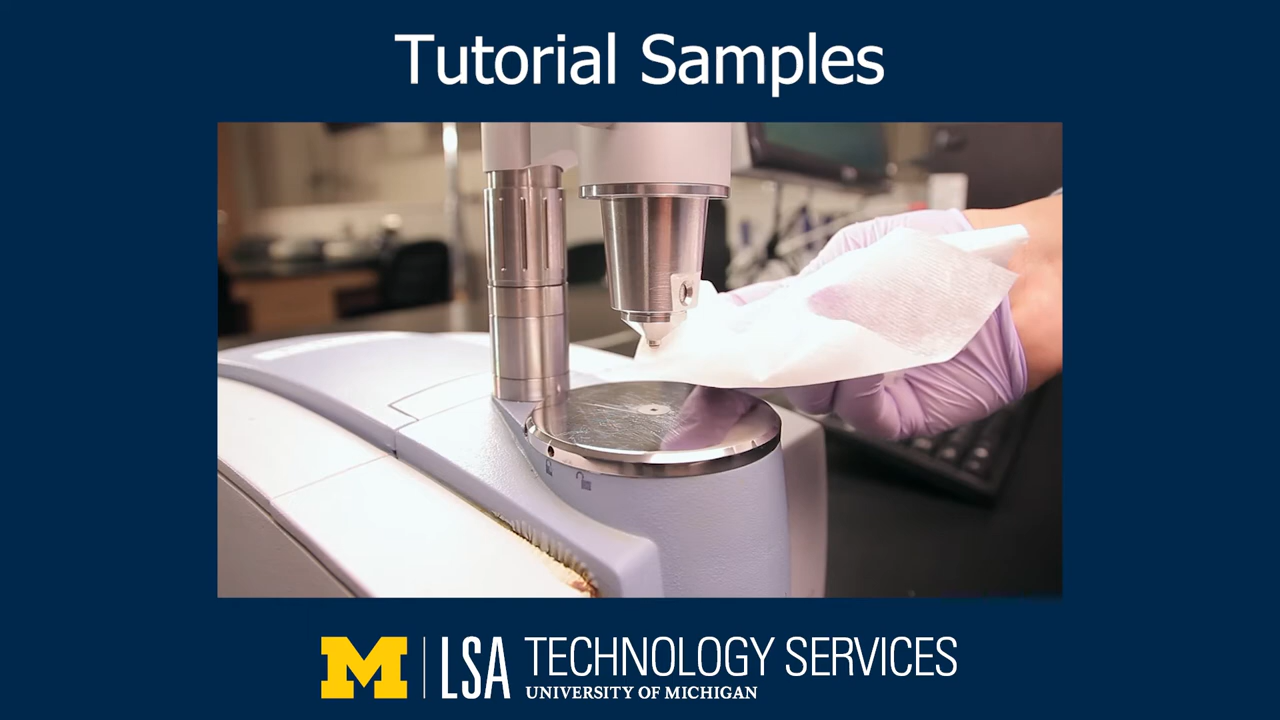 Tutorial Samples
M LSA TECHNOLOGY SERVICES
UNIVERSITY OF MICHIGAN